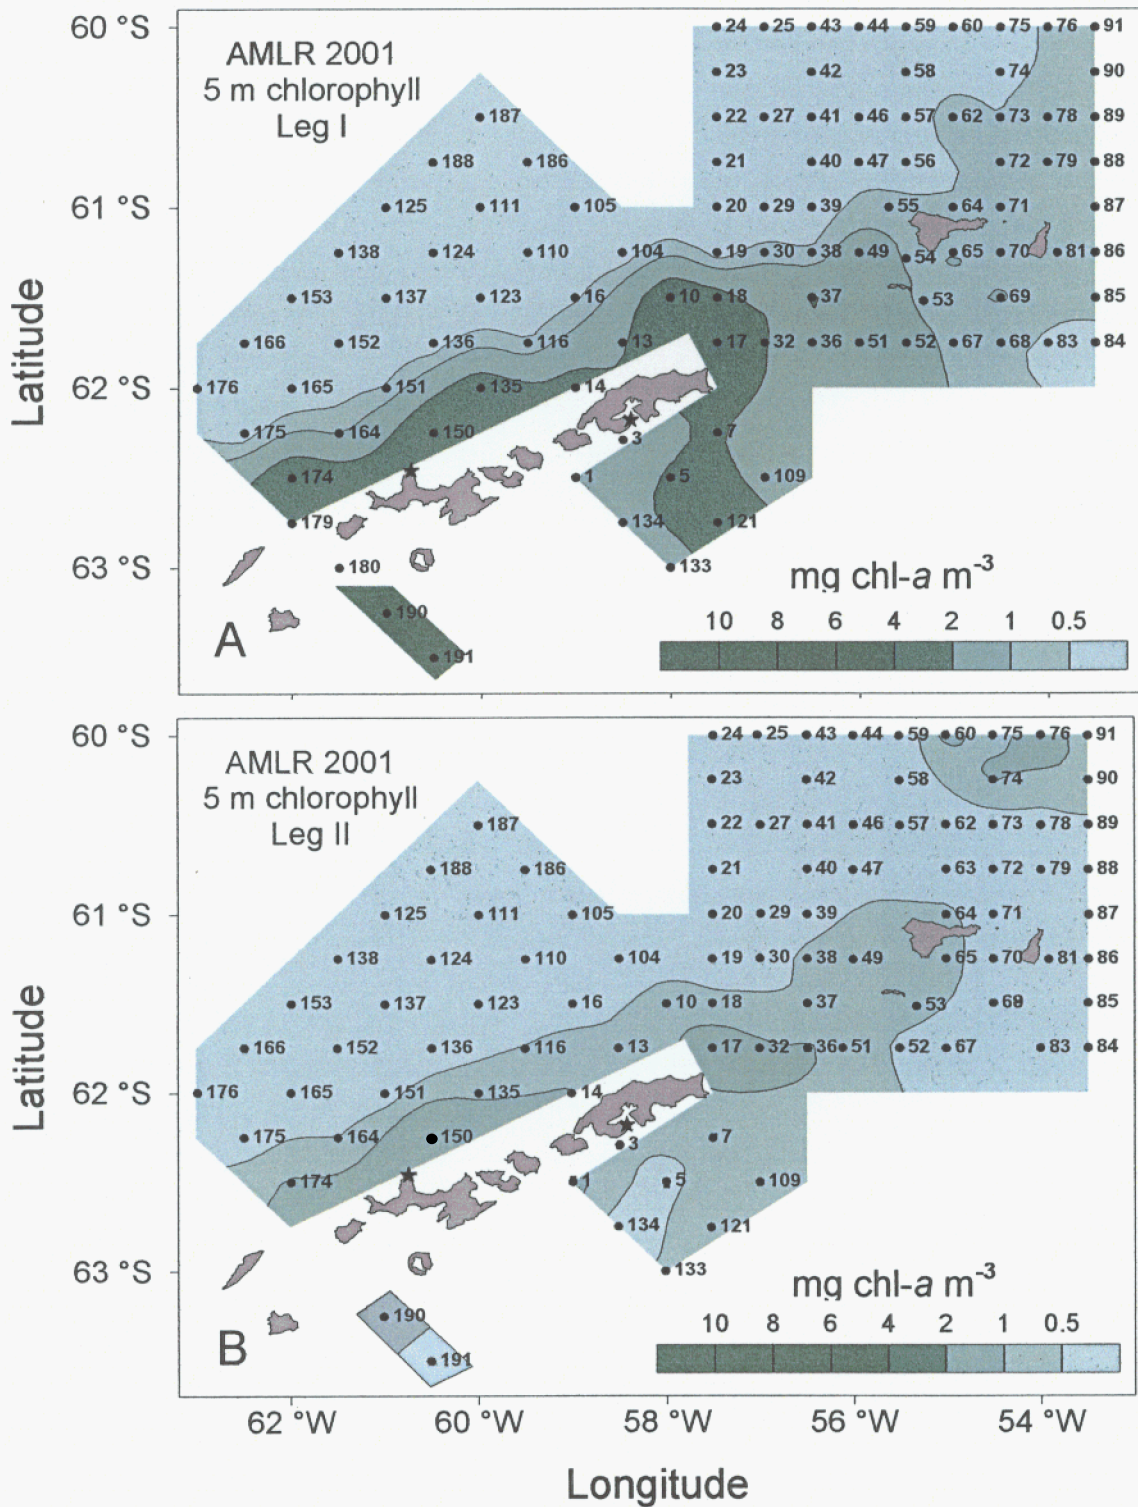 AMLR 2001
5 m chlorophyll
Leg I
60 °S
61 °S
62 °S
63 °S
Latitude
24 25 43 44 59 60 75 76 91
23 42 58 74 90
187 22 27 41 46 57 62 73 78 89
188 186 21 40 47 56 72 79 88
125 111 105 20 29 39 55 64 71 87
138 124 110 104 19 30 38 49 54 65 70 81 86
153 137 123 16 10 18 37 53 69 85
166 152 136 116 13 17 32 36 51 52 67 68 83 84
176 165 151 135 14
175 164 150 3 7
174 1 5 109
179 134 121
180 133
190
191
A
mg chl-a m-3
10 8 6 4 2 1 0.5
AMLR 2001
5 m chlorophyll
Leg II
60 °S
61 °S
62 °S
63 °S
Latitude
24 25 43 44 59 60 75 76 91
23 42 58 74 90
187 22 27 41 46 57 62 73 78 89
188 186 21 40 47 63 72 79 88
125 111 105 20 29 39 64 71 87
138 124 110 104 19 30 38 49 65 70 81 86
153 137 123 16 10 18 37 53 85
166 152 136 116 13 17 32 36 51 52 67 83 84
176 165 151 135 14
175 164 150 3 7
174 1 5 109
134 121
133
190
191
B
mg chl-a m-3
10 8 6 4 2 1 0.5
62 °W 60 °W 58 °W 56 °W 54 °W
Longitude